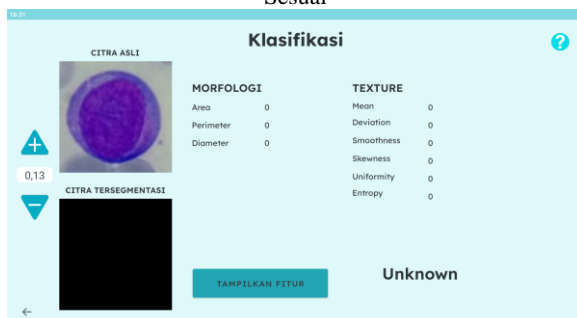 Sesuai
16.31
Klasifikasi
?
CITRA ASLI
MORFOLOGI
Area 0
Perimeter 0
Diameter 0
TEXTURE
Mean 0
Deviation 0
Smoothness 0
Skewness 0
Uniformity 0
Entropy 0
0,13
CITRA TERSEGMENTASI
TAMPILKAN FITUR
Unknown